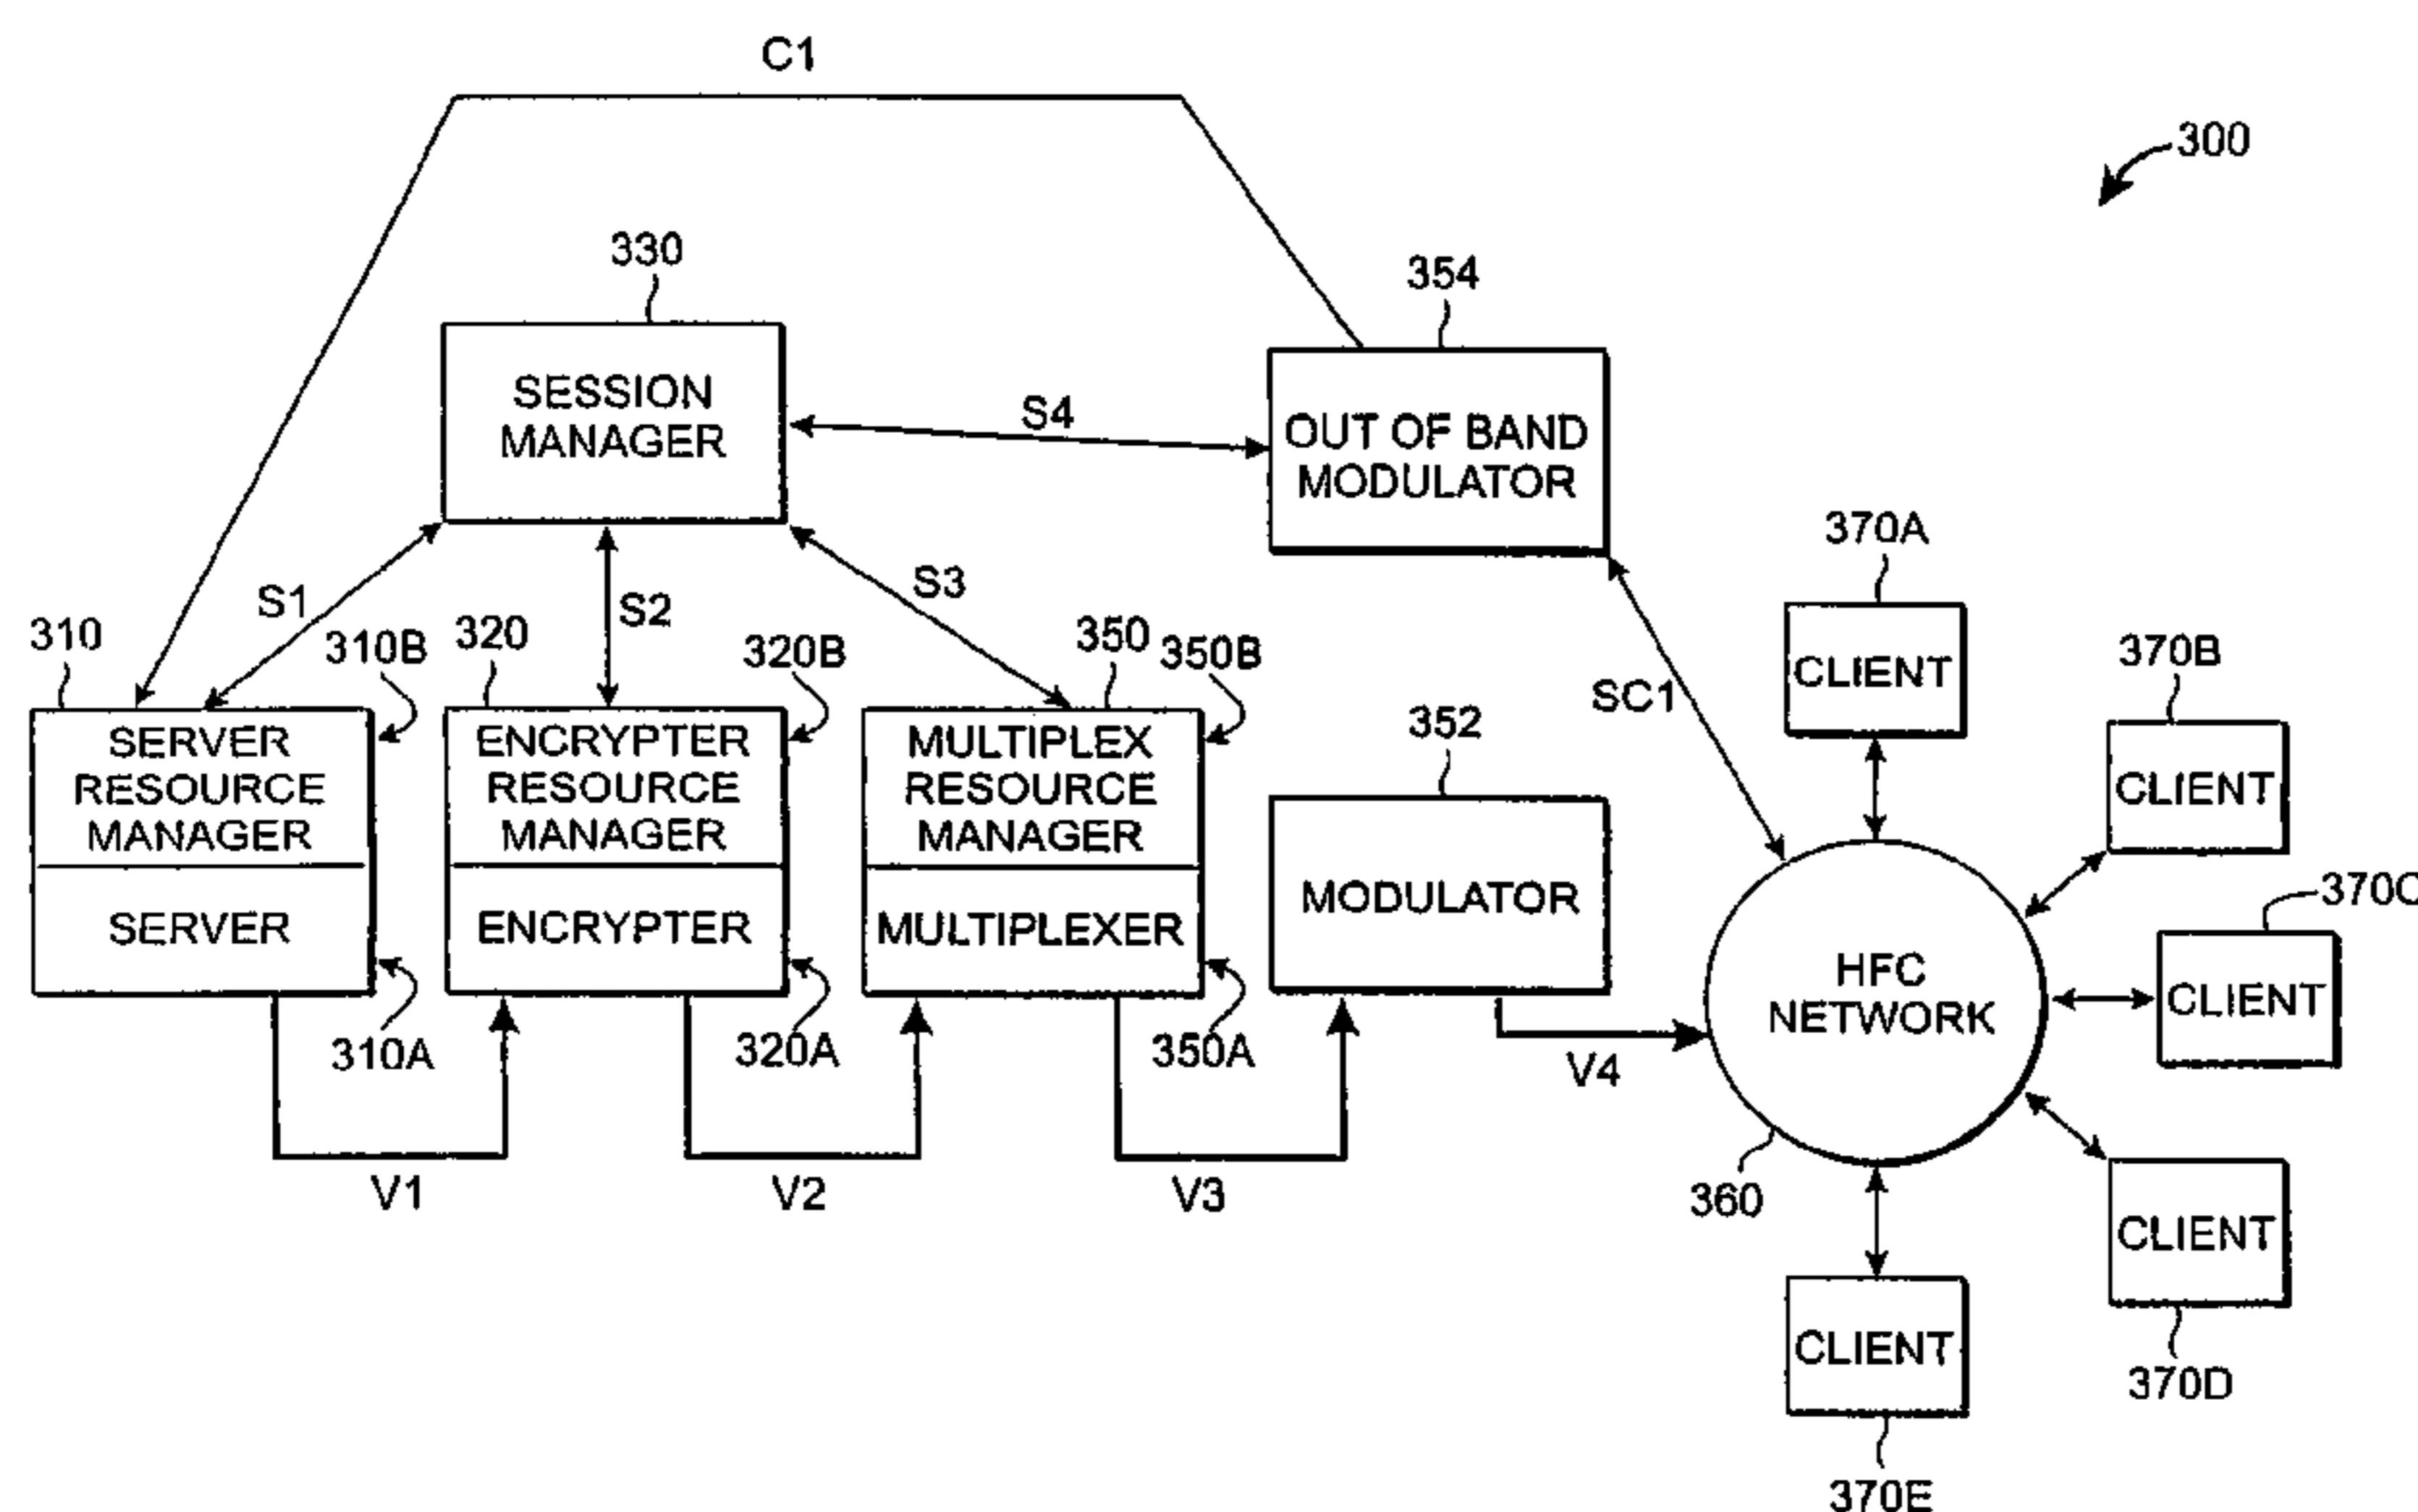 C1
300
330
354
SESSION
MANAGER
S4
OUT OF BAND
MODULATOR
370A
S1
S2
S3
310
310B
320
320B
350
350B
SC1
CLIENT
370B
352
SERVER
RESOURCE
MANAGER
ENCRYPTER
RESOURCE
MANAGER
MULTIPLEX
RESOURCE
MANAGER
CLIENT
MODULATOR
370C
SERVER
ENCRYPTER
MULTIPLEXER
HFC
NETWORK
CLIENT
310A
320A
350A
V4
V1
V2
V3
360
CLIENT
CLIENT
370D
370E